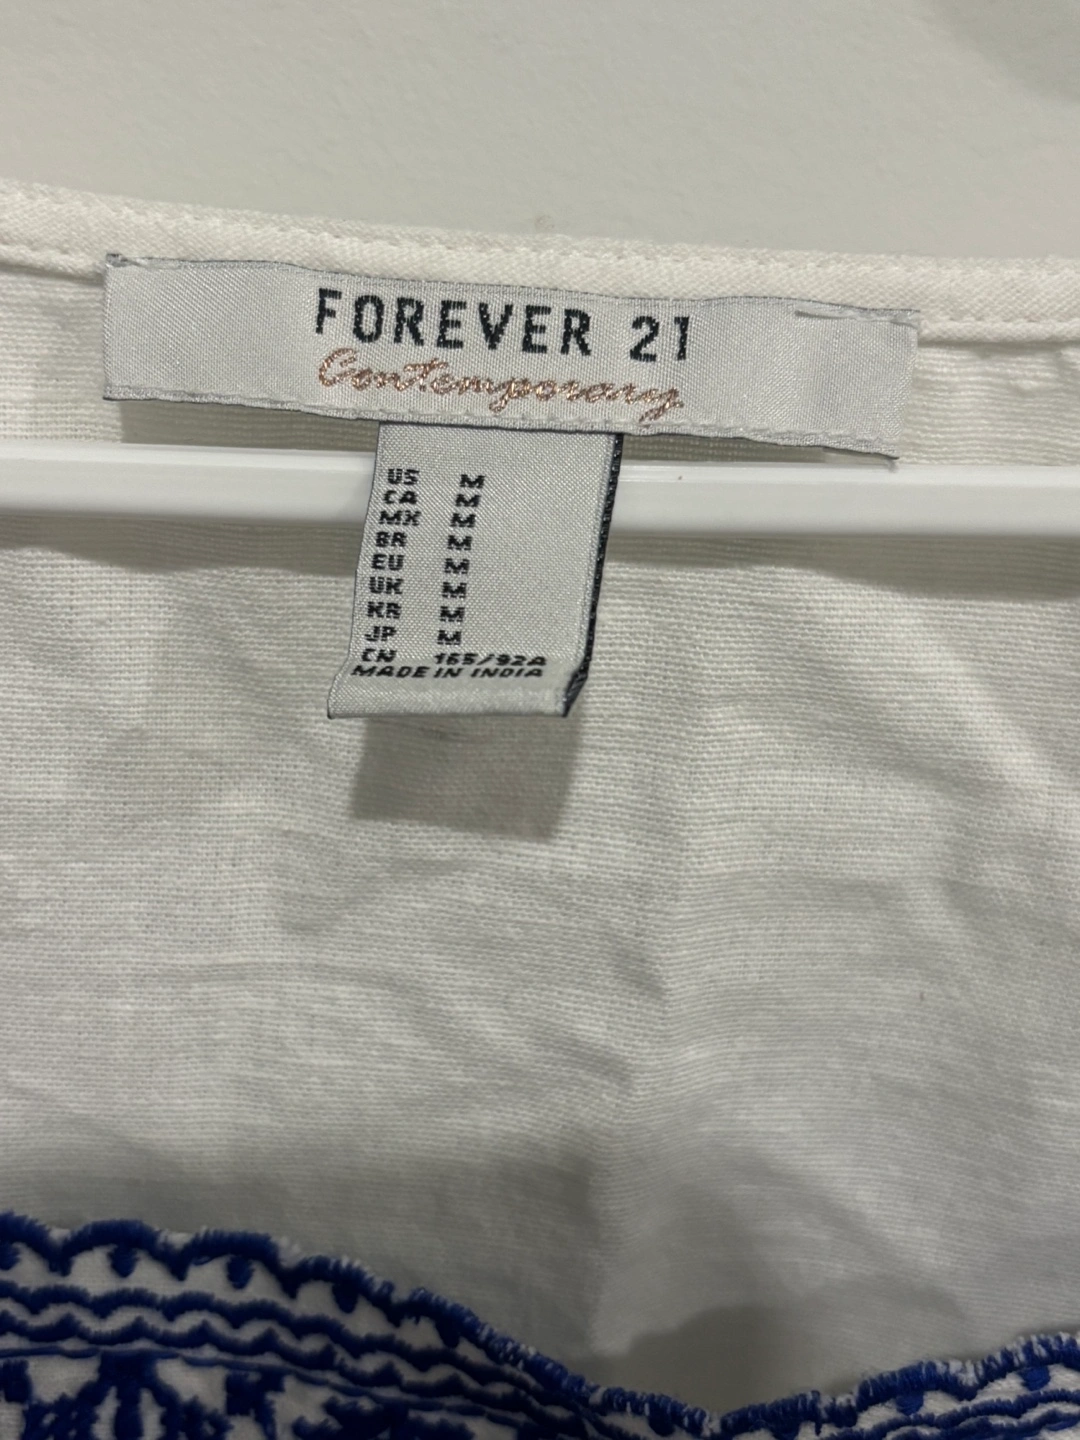 FOREVER 21
Contemporary
US M
CA M
MX M
BR M
EU M
UK M
KR M
JP M
CN 165/92A
MADE IN INDIA